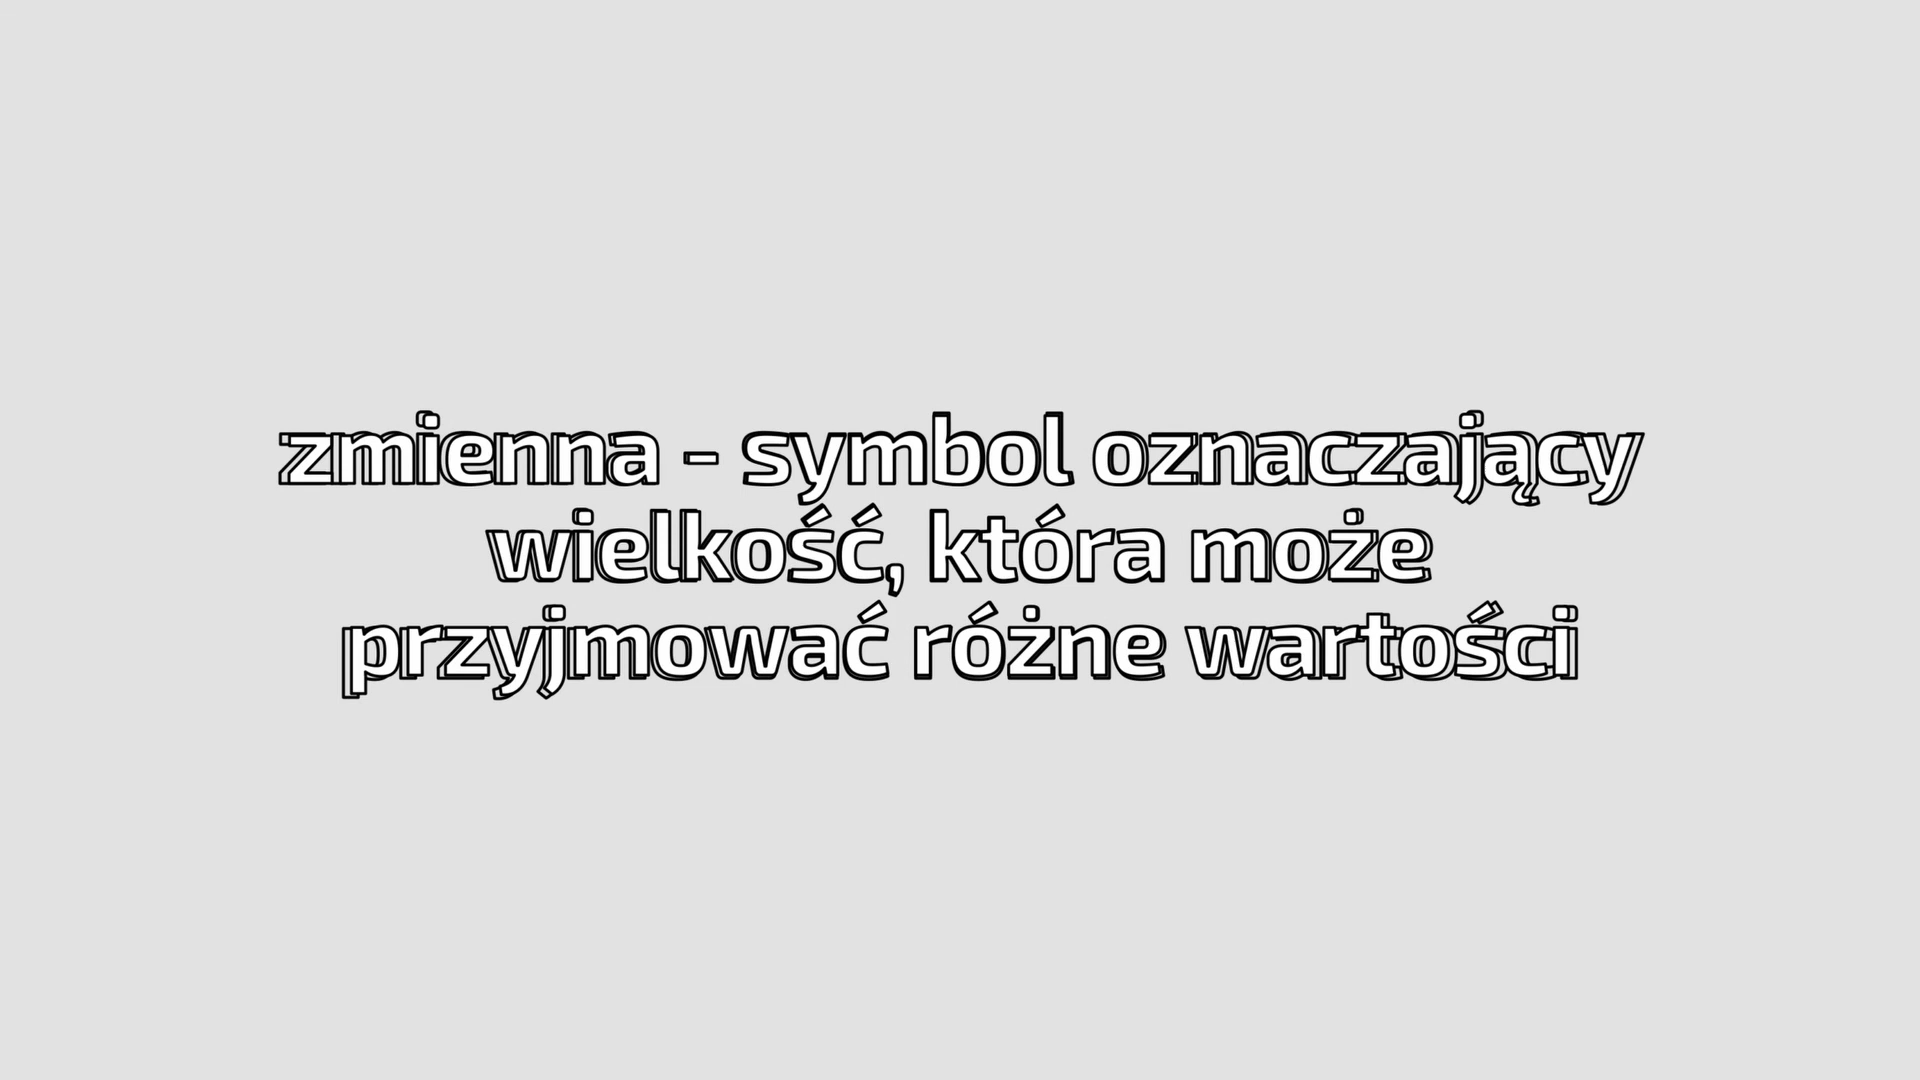 zmienna - symbol oznaczający
wielkość, która może
przyjmować różne wartości